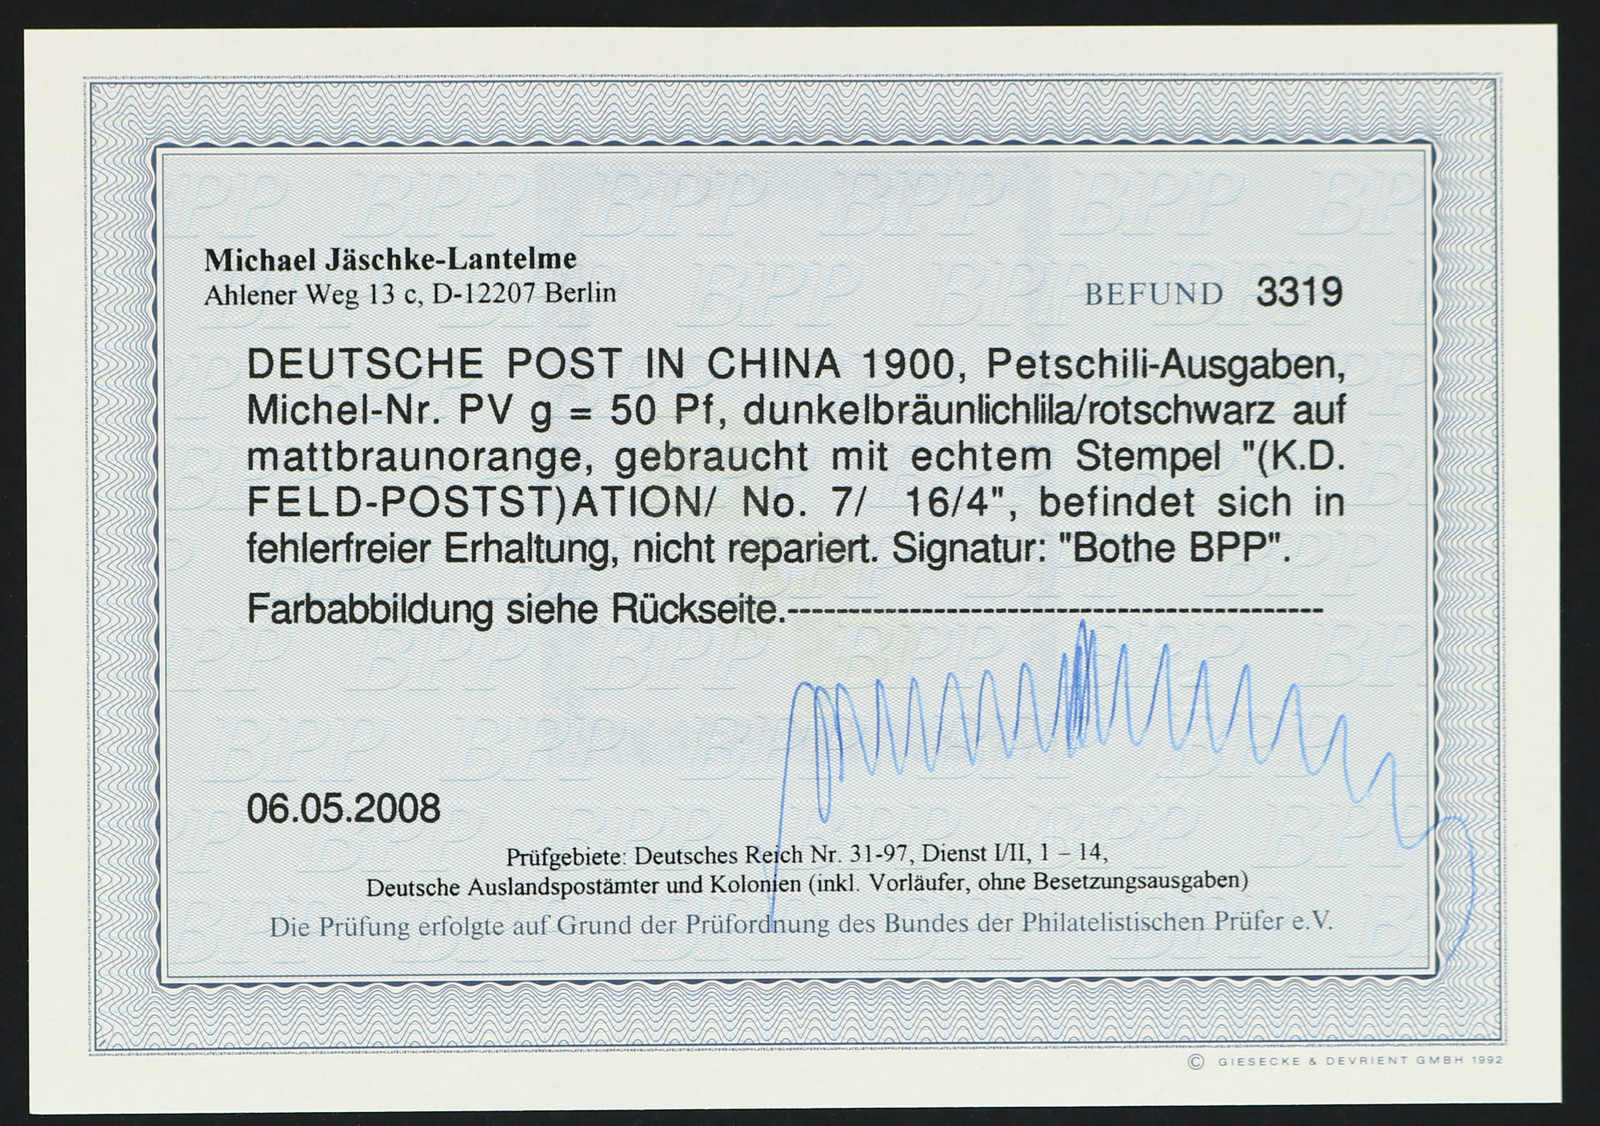 Michael Jäschke-Lantelme
Ahlener Weg 13 c, D-12207 Berlin
BEFUND 3319
DEUTSCHE POST IN CHINA 1900, Petschili-Ausgaben,
Michel-Nr. PV g = 50 Pf, dunkelbräunlichlila/rotschwarz auf
mattbraunorange, gebraucht mit echtem Stempel "(K.D.
FELD-POSTST)ATION/ No. 7/ 16/4", befindet sich in
fehlerfreier Erhaltung, nicht repariert. Signatur: "Bothe BPP".
Farbabbildung siehe Rückseite.--------------------------------------------
06.05.2008
Prüfgebiete: Deutsches Reich Nr. 31-97, Dienst I/II, 1 – 14,
Deutsche Auslandspostämter und Kolonien (inkl. Vorläufer, ohne Besetzungsausgaben)
Die Prüfung erfolgte auf Grund der Prüfordnung des Bundes der Philatelistischen Prüfer e.V.
© GIESECKE & DEVRIENT GMBH 1992